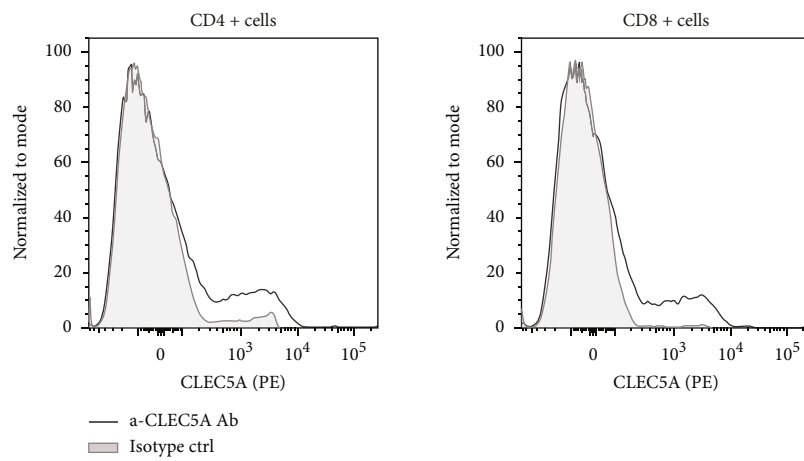 CD4 + cells
100
80
60
40
20
0
Normalized to mode
0 10³ 10⁴ 10⁵
CLEC5A (PE)
CD8 + cells
100
80
60
40
20
0
Normalized to mode
0 10³ 10⁴ 10⁵
CLEC5A (PE)
a-CLEC5A Ab
Isotype ctrl